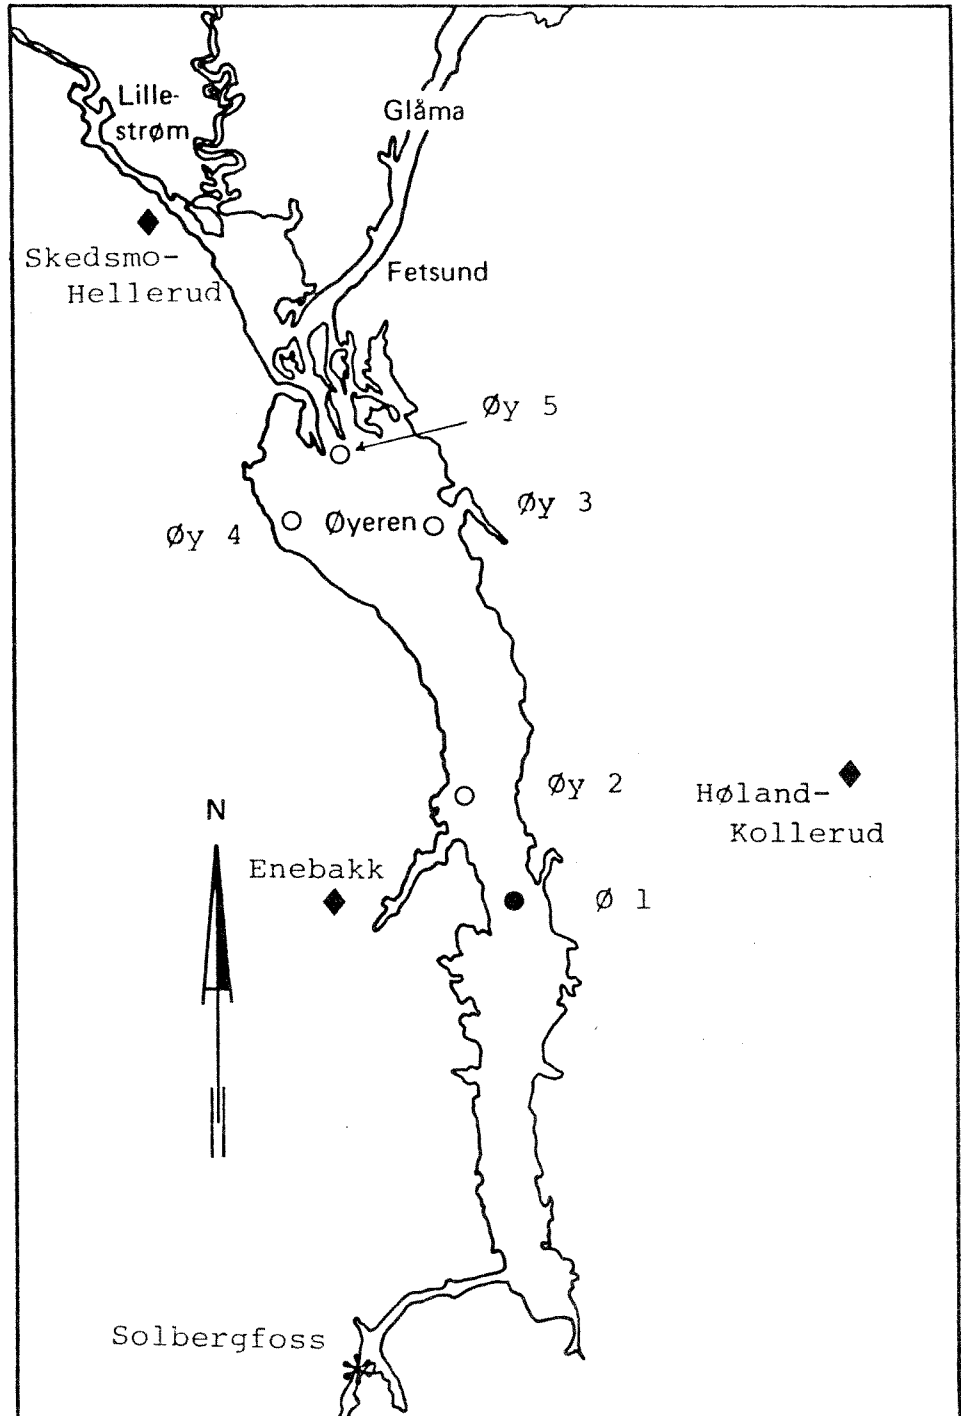 Lille-
strøm
Glåma
Skedsmo-
Hellerud
Fetsund
Øy 5
Øy 3
Øy 4
Øyeren
Øy 2
Høland-
Kollerud
N
Enebakk
Ø 1
Solbergfoss